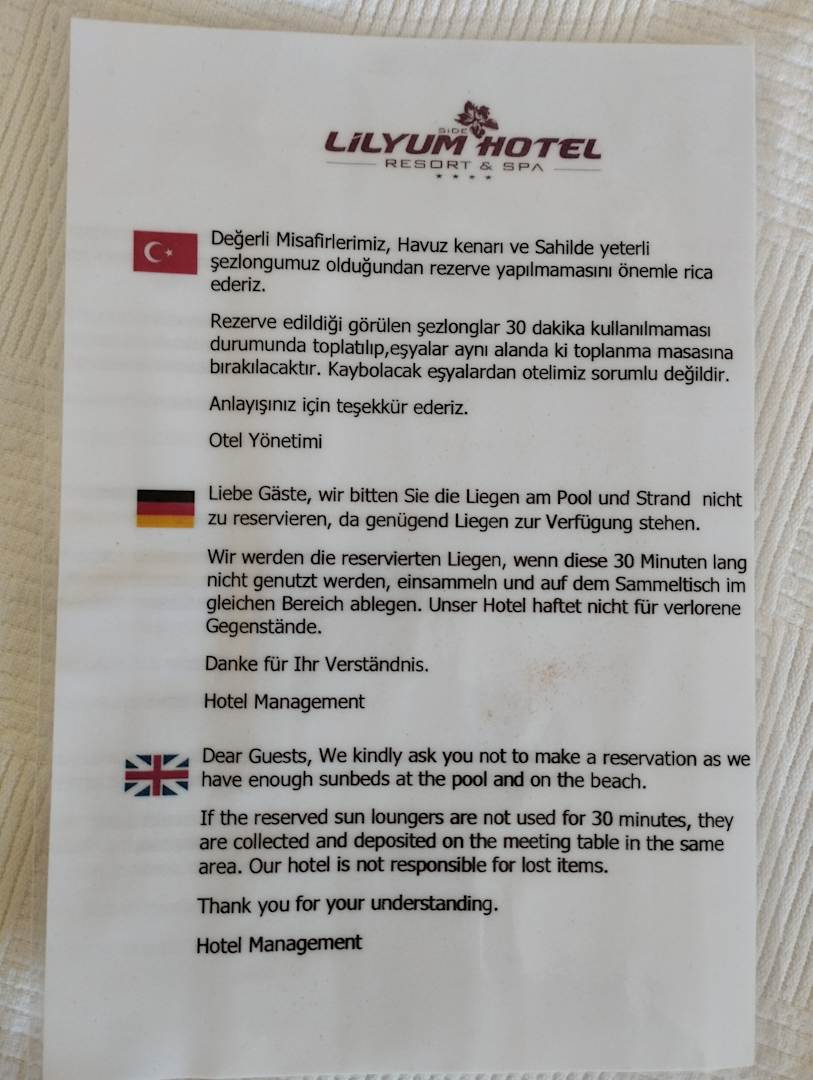 SIDE
LİLYUM HOTEL
RESORT & SPA
Değerli Misafirlerimiz, Havuz kenarı ve Sahilde yeterli
şezlongumuz olduğundan rezerve yapılmamasını önemle rica
ederiz.
Rezerve edildiği görülen şezlonglar 30 dakika kullanılmaması
durumunda toplatılıp,eşyalar aynı alanda ki toplanma masasına
bırakılacaktır. Kaybolacak eşyalardan otelimiz sorumlu değildir.
Anlayışınız için teşekkür ederiz.
Otel Yönetimi
Liebe Gäste, wir bitten Sie die Liegen am Pool und Strand nicht
zu reservieren, da genügend Liegen zur Verfügung stehen.
Wir werden die reservierten Liegen, wenn diese 30 Minuten lang
nicht genutzt werden, einsammeln und auf dem Sammeltisch im
gleichen Bereich ablegen. Unser Hotel haftet nicht für verlorene
Gegenstände.
Danke für Ihr Verständnis.
Hotel Management
Dear Guests, We kindly ask you not to make a reservation as we
have enough sunbeds at the pool and on the beach.
If the reserved sun loungers are not used for 30 minutes, they
are collected and deposited on the meeting table in the same
area. Our hotel is not responsible for lost items.
Thank you for your understanding.
Hotel Management